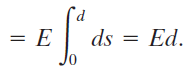 = E ∫₀ᵈ ds = Ed.